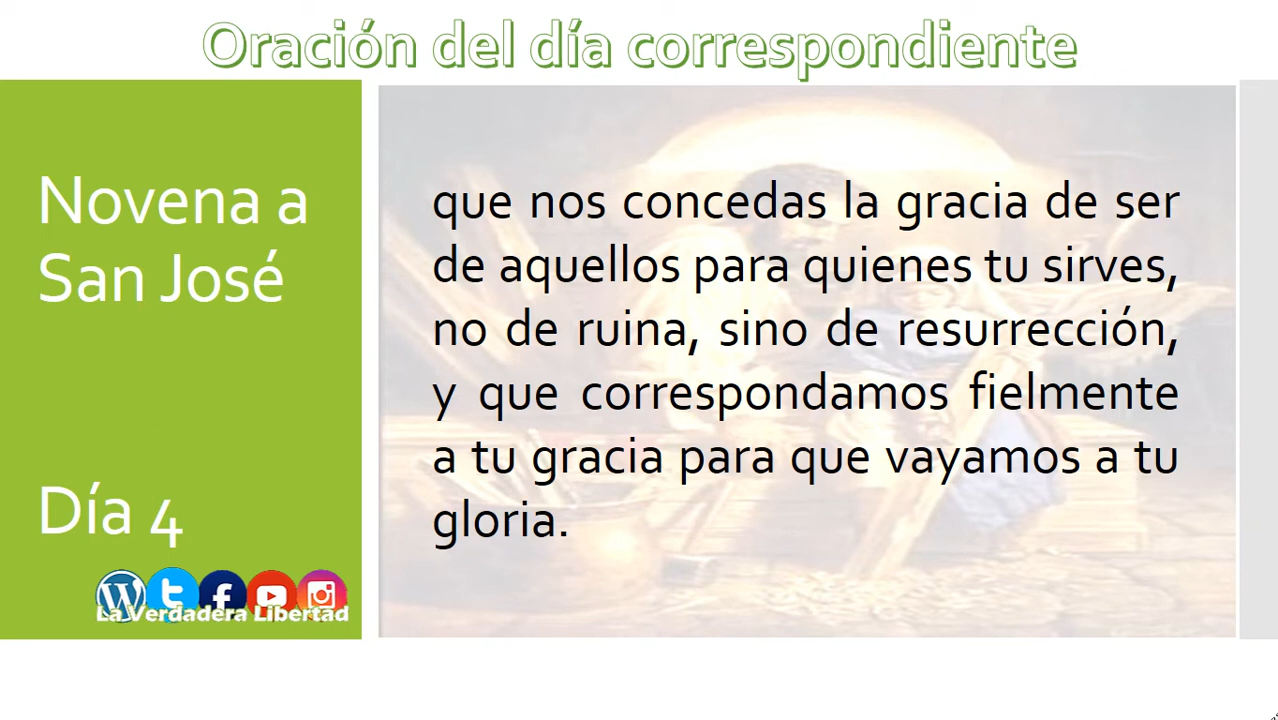 Oración del día correspondiente
Novena a
San José
Día 4
La Verdadera Libertad
que nos concedas la gracia de ser
de aquellos para quienes tu sirves,
no de ruina, sino de resurrección,
y que correspondamos fielmente
a tu gracia para que vayamos a tu
gloria.